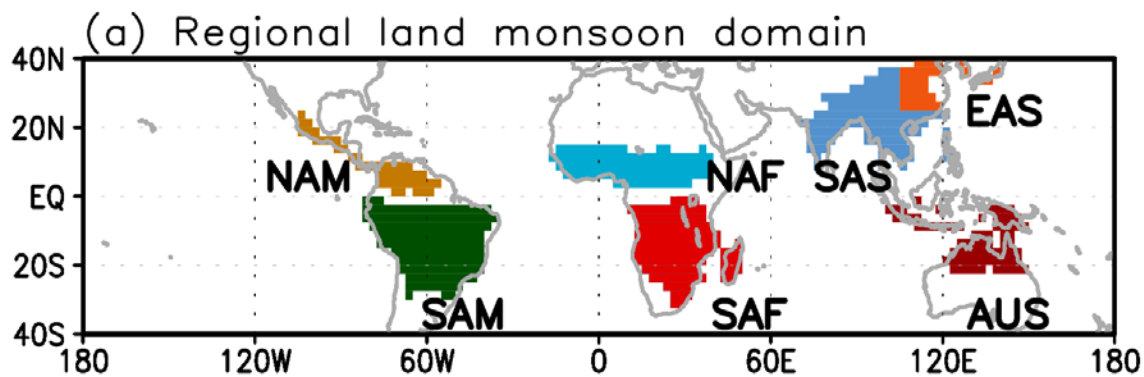 (a) Regional land monsoon domain
40N
EAS
20N
NAM
NAF
SAS
EQ
20S
SAM
SAF
AUS
40S
180
120W
60W
0
60E
120E
180